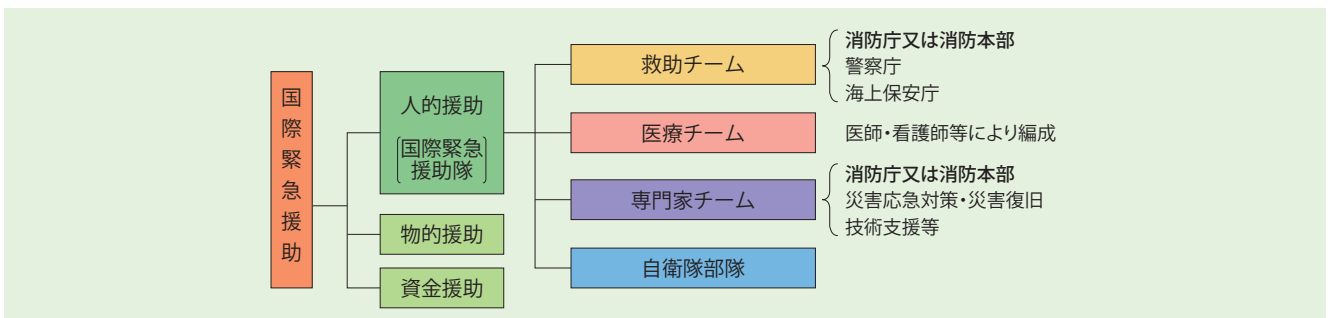 国際緊急援助
人的援助
国際緊急
援助隊
物的援助
資金援助
救助チーム
消防庁又は消防本部
警察庁
海上保安庁
医療チーム
医師・看護師等により編成
専門家チーム
消防庁又は消防本部
災害応急対策・災害復旧
技術支援等
自衛隊部隊